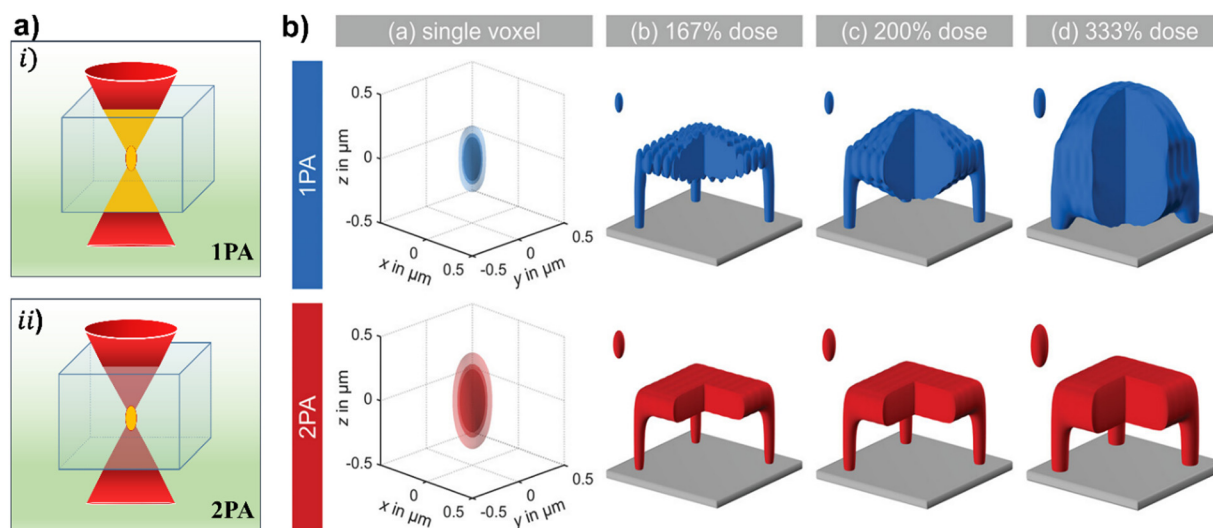 a)
i)
1PA
ii)
2PA
b)
(a) single voxel
(b) 167% dose
(c) 200% dose
(d) 333% dose
1PA
0.5
0
-0.5
z in µm
x in µm
0
0.5
-0.5
0
0.5
y in µm
2PA
0.5
0
-0.5
z in µm
x in µm
0
0.5
-0.5
0
0.5
y in µm